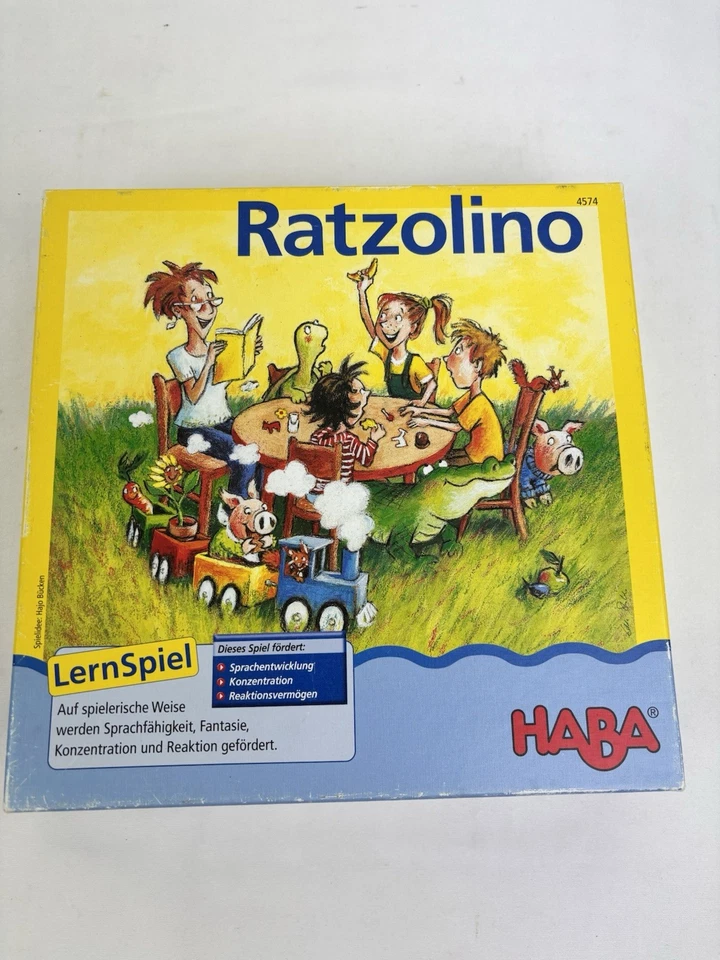 Ratzolino
4574
Spielidee: Hajo Bücken
LernSpiel
Dieses Spiel fördert:
Sprachentwicklung
Konzentration
Reaktionsvermögen
Auf spielerische Weise
werden Sprachfähigkeit, Fantasie,
Konzentration und Reaktion gefördert.
HABA®